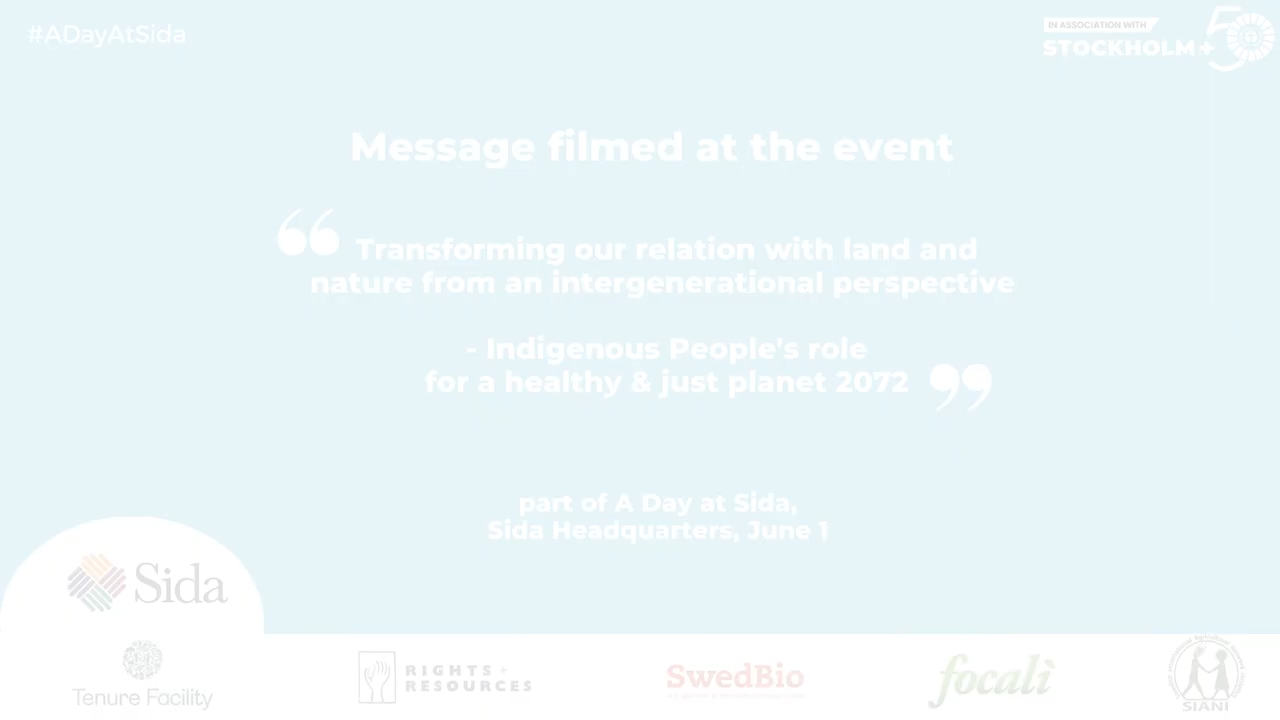 #ADayAtSida
IN ASSOCIATION WITH
STOCKHOLM+50
Message filmed at the event
“Transforming our relation with land and
nature from an intergenerational perspective
- Indigenous People's role
for a healthy & just planet 2072”
part of A Day at Sida,
Sida Headquarters, June 1
Sida
Tenure Facility
RIGHTS +
RESOURCES
SwedBio
focali
SIANI